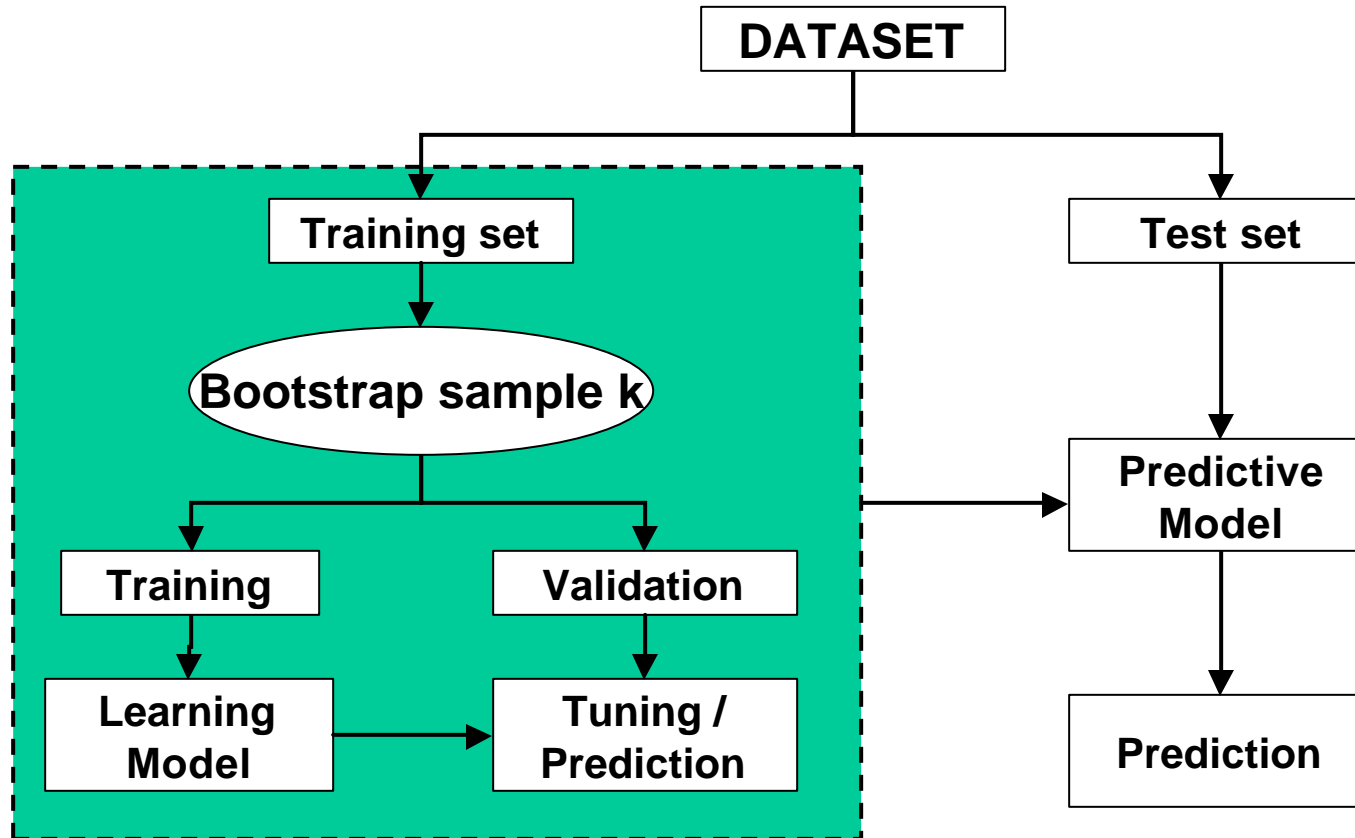 DATASET
Training set
Test set
Bootstrap sample k
Predictive
Model
Training
Validation
Learning
Model
Tuning /
Prediction
Prediction